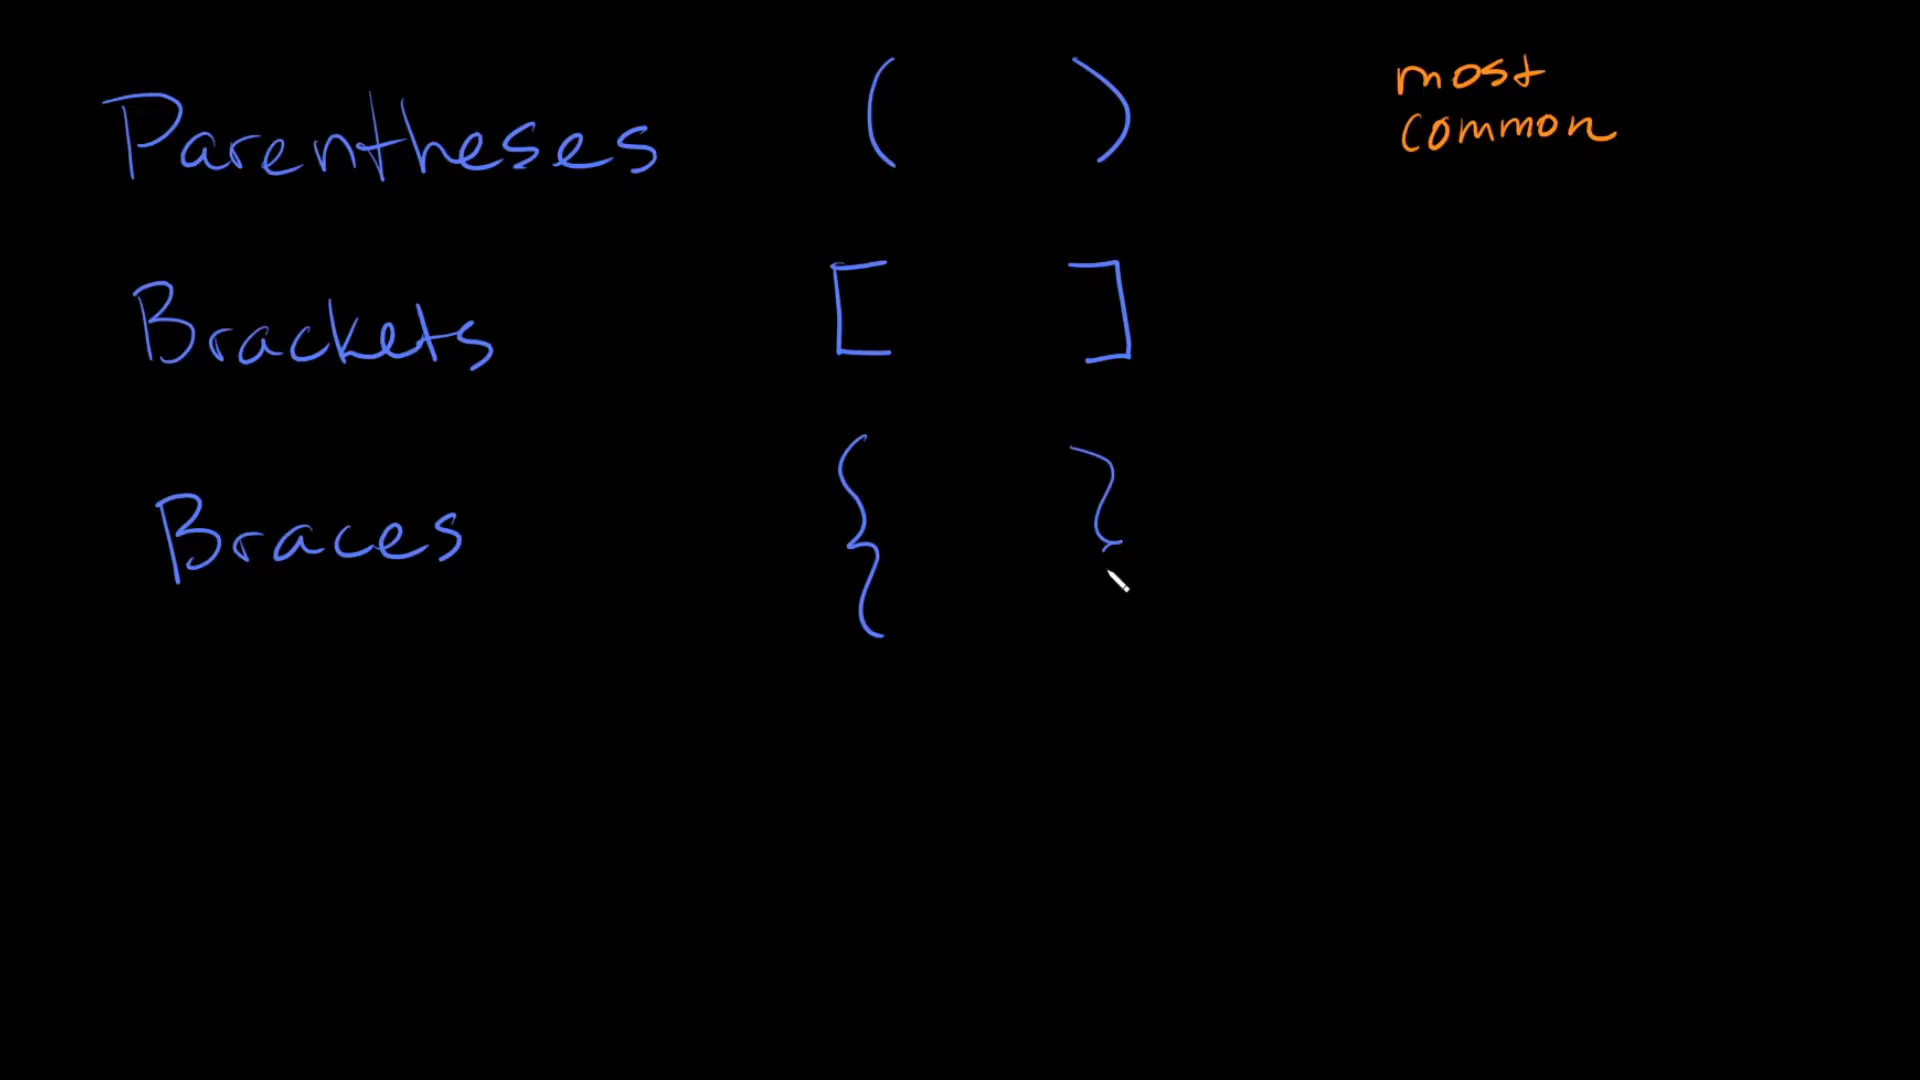 Parentheses ( ) most common
Brackets [ ]
Braces { }